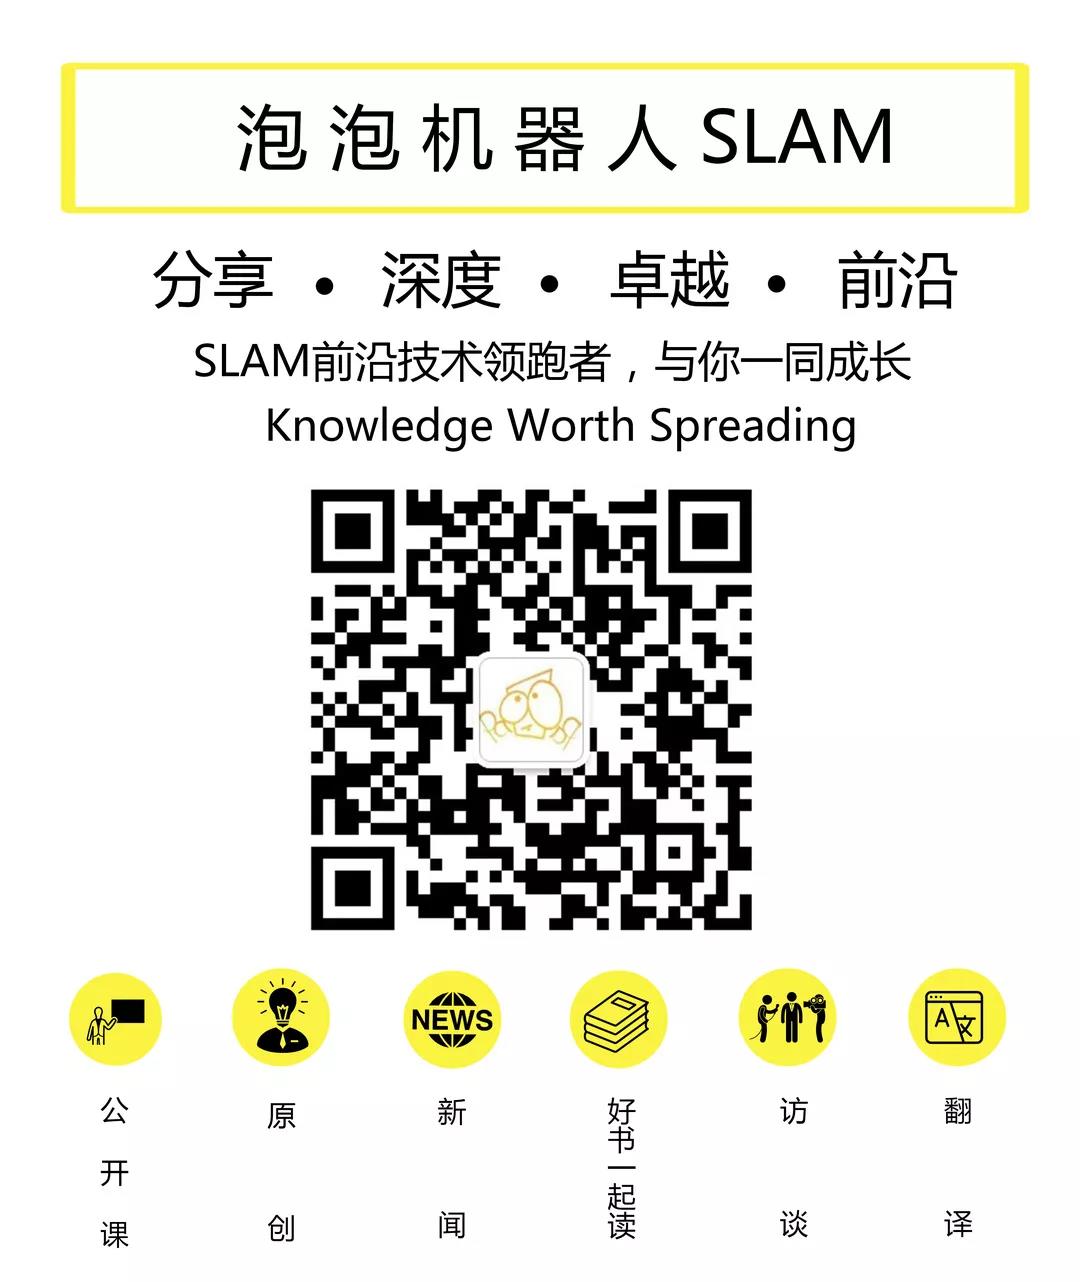 泡泡机器人SLAM
分享 • 深度 • 卓越 • 前沿
SLAM前沿技术领跑者，与你一同成长
Knowledge Worth Spreading
NEWS
A 文
公开课
原创
新闻
好书一起读
访谈
翻译